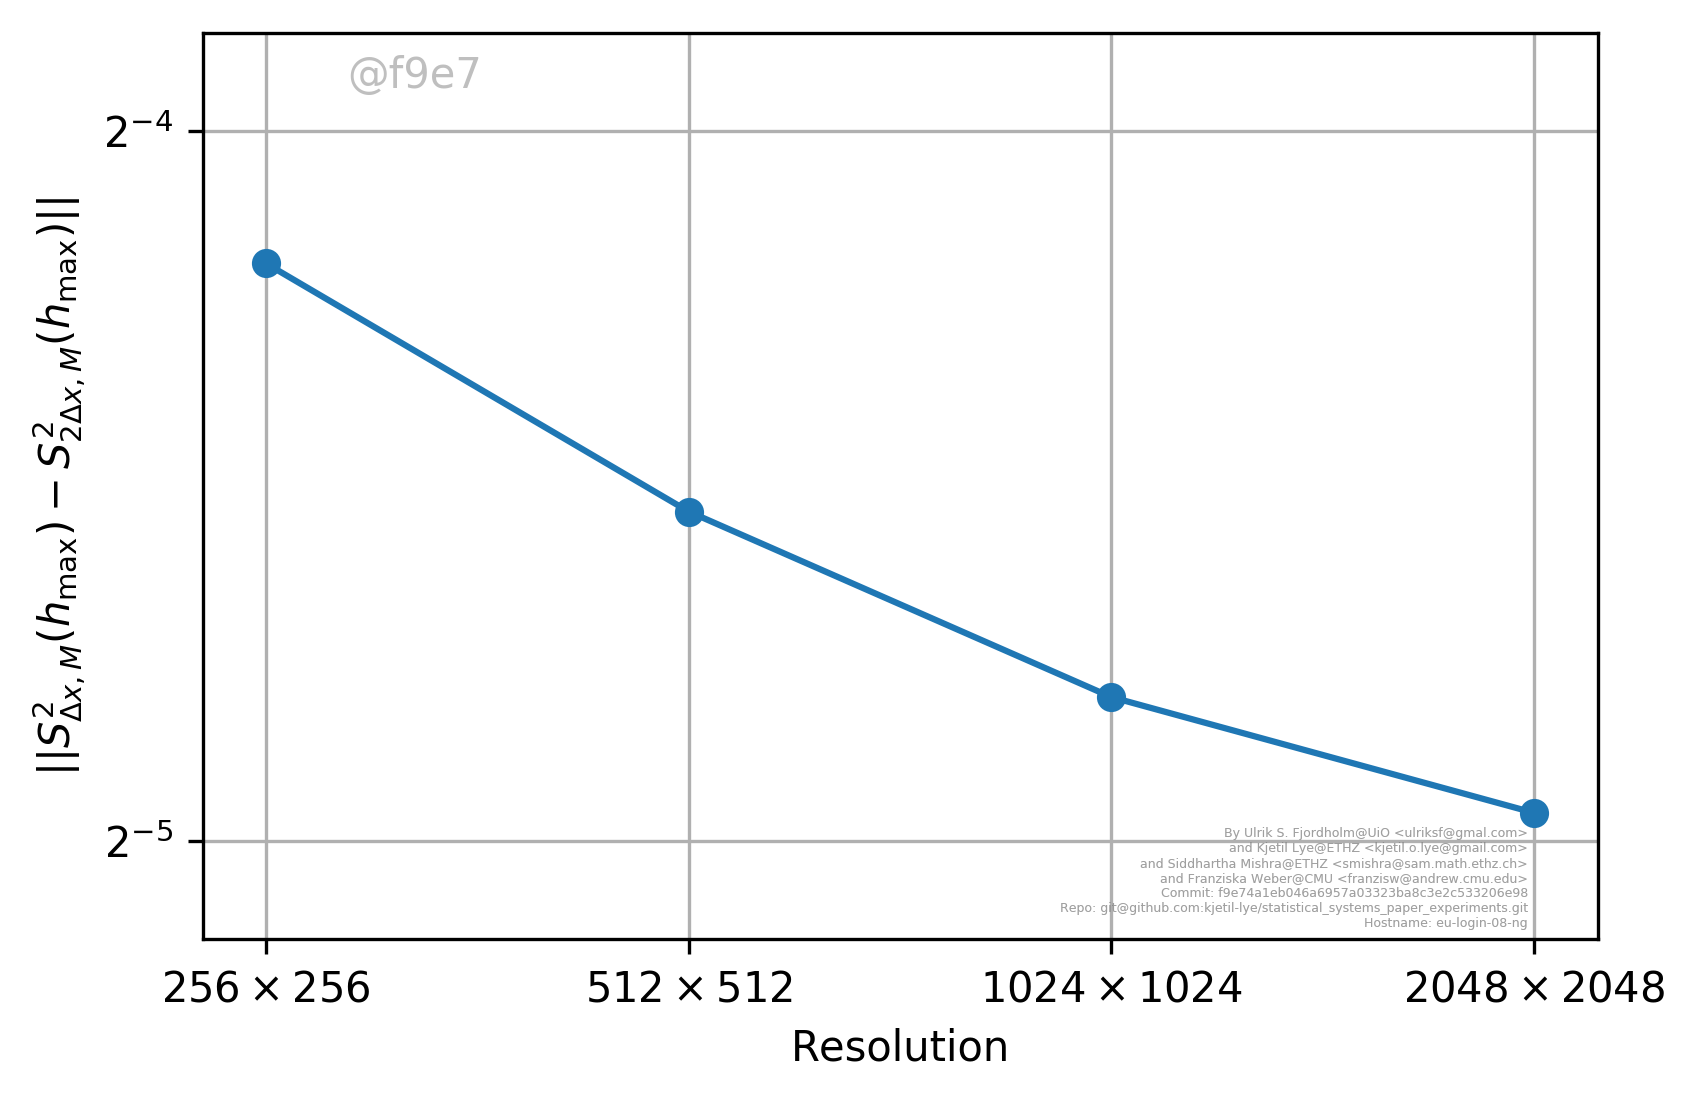 @f9e7
2⁻⁴
||S²_{Δx, M}(h_max) − S²_{2Δx, M}(h_max)||
2⁻⁵
By Ulrik S. Fjordholm@UiO <ulriksf@gmal.com>
and Kjetil Lye@ETHZ <kjetil.o.lye@gmail.com>
and Siddhartha Mishra@ETHZ <smishra@sam.math.ethz.ch>
and Franziska Weber@CMU <franzisw@andrew.cmu.edu>
Commit: f9e74a1eb046a6957a03323ba8c3e2c533206e98
Repo: git@github.com:kjetil-lye/statistical_systems_paper_experiments.git
Hostname: eu-login-08-ng
256 × 256 512 × 512 1024 × 1024 2048 × 2048
Resolution